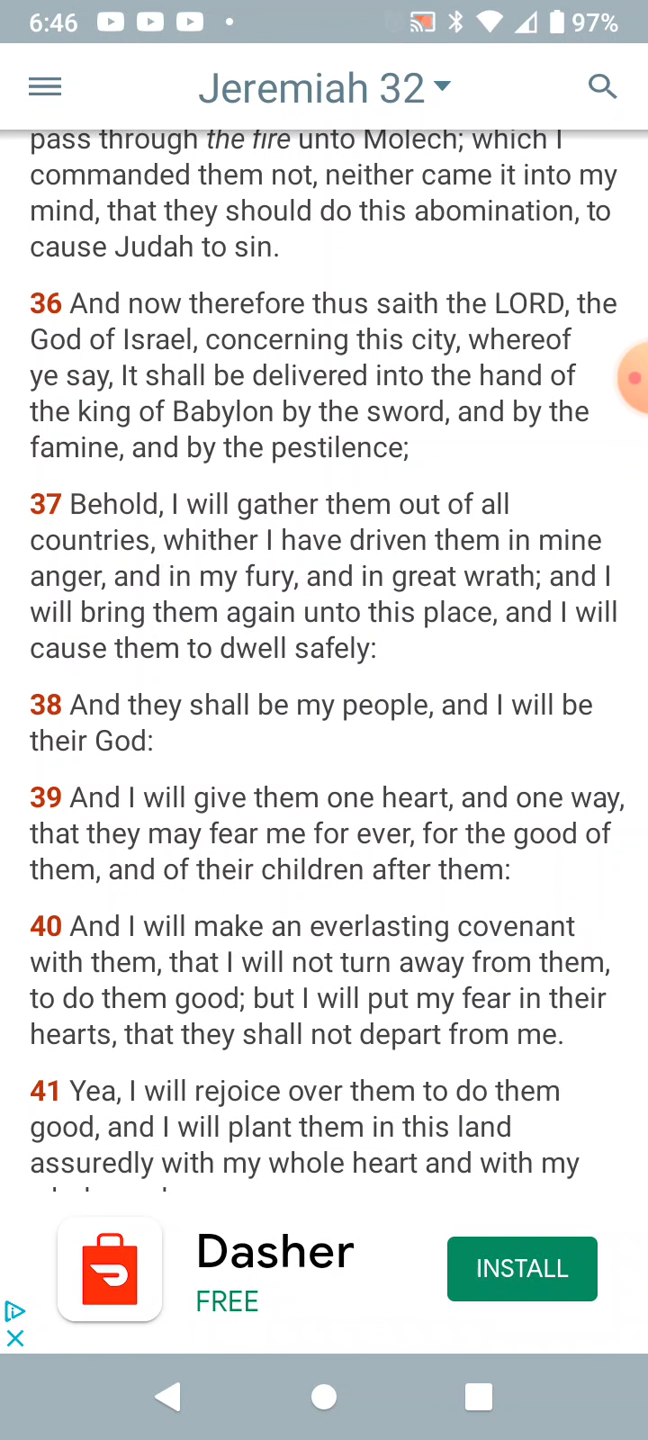 6:46
97%
Jeremiah 32
pass through the fire unto Molech; which I
commanded them not, neither came it into my
mind, that they should do this abomination, to
cause Judah to sin.
36 And now therefore thus saith the LORD, the
God of Israel, concerning this city, whereof
ye say, It shall be delivered into the hand of
the king of Babylon by the sword, and by the
famine, and by the pestilence;
37 Behold, I will gather them out of all
countries, whither I have driven them in mine
anger, and in my fury, and in great wrath; and I
will bring them again unto this place, and I will
cause them to dwell safely:
38 And they shall be my people, and I will be
their God:
39 And I will give them one heart, and one way,
that they may fear me for ever, for the good of
them, and of their children after them:
40 And I will make an everlasting covenant
with them, that I will not turn away from them,
to do them good; but I will put my fear in their
hearts, that they shall not depart from me.
41 Yea, I will rejoice over them to do them
good, and I will plant them in this land
assuredly with my whole heart and with my
Dasher
FREE
INSTALL